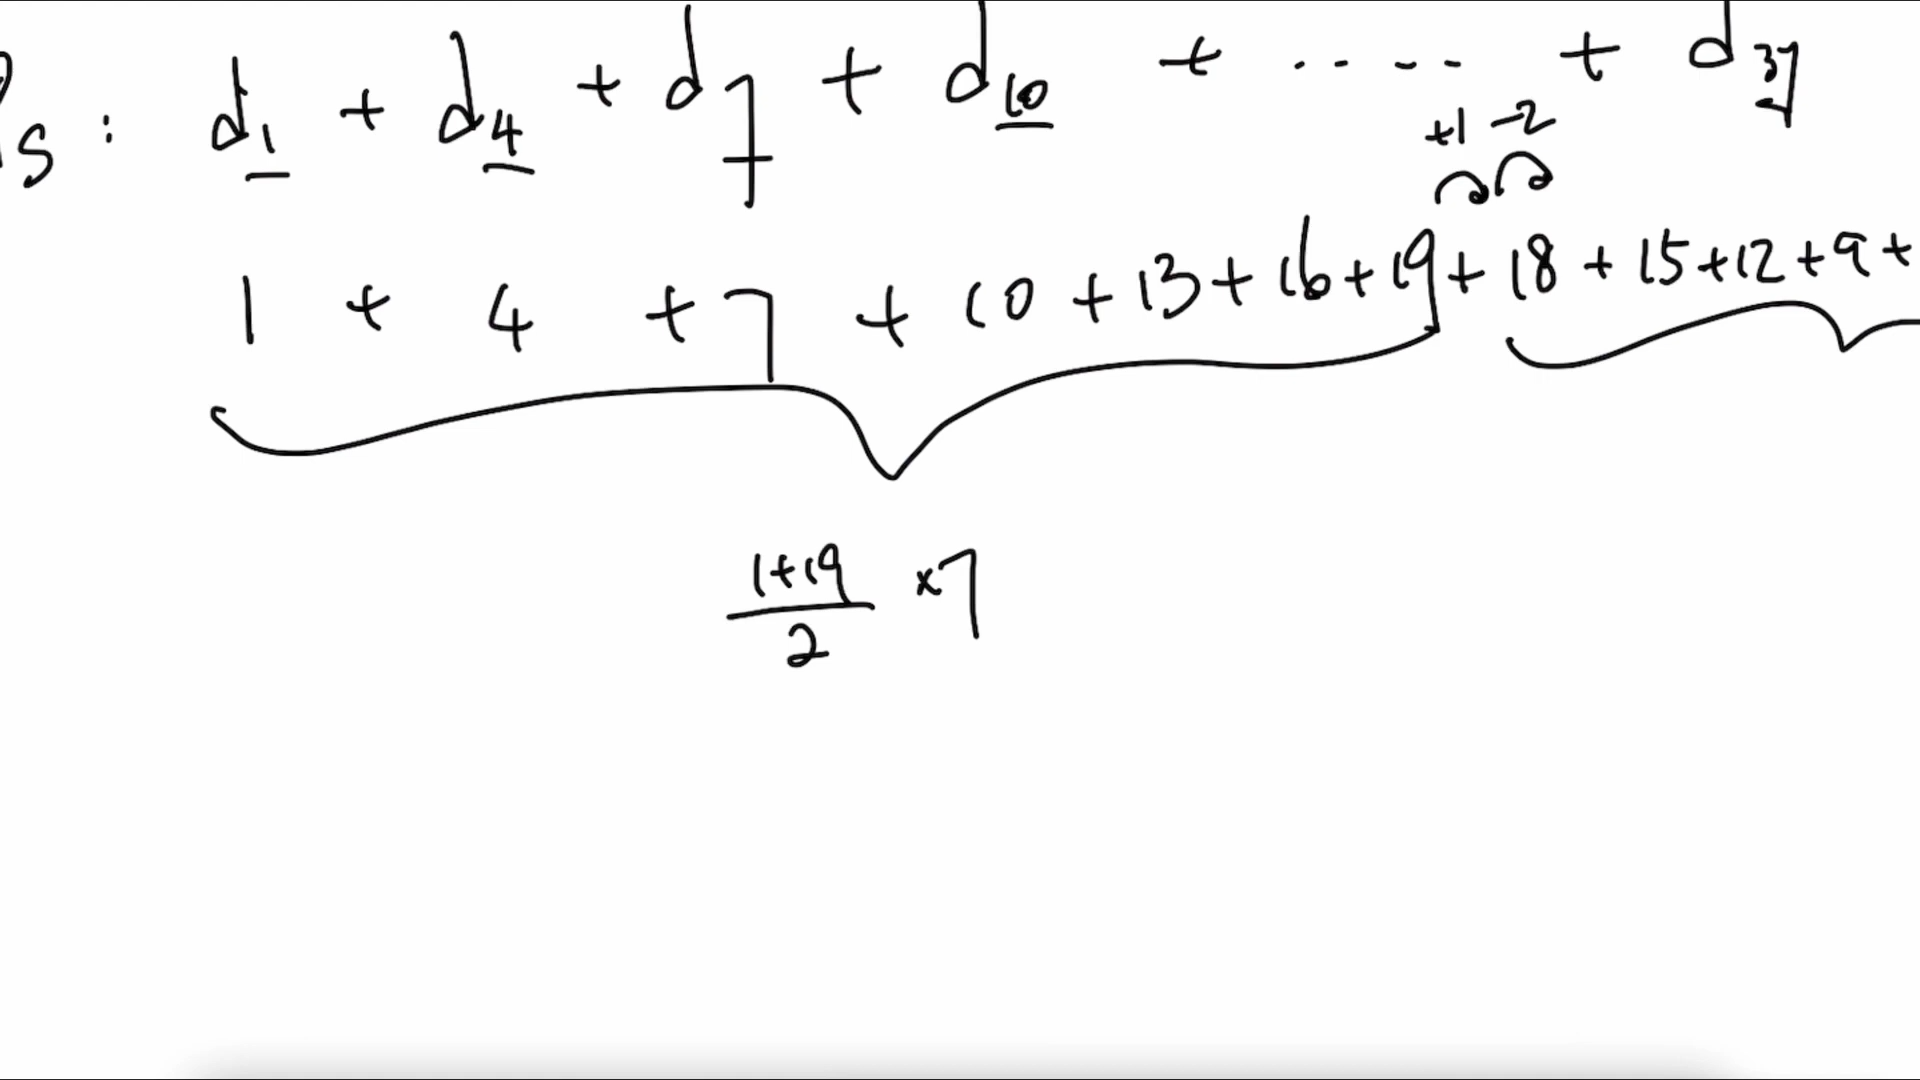 S : d₁ + d₄ + d₇ + d₁₀ + ..... + d₃₇
+1 -2
1 + 4 + 7 + 10 + 13 + 16 + 19 + 18 + 15 + 12 + 9 +
1+19
×7
2